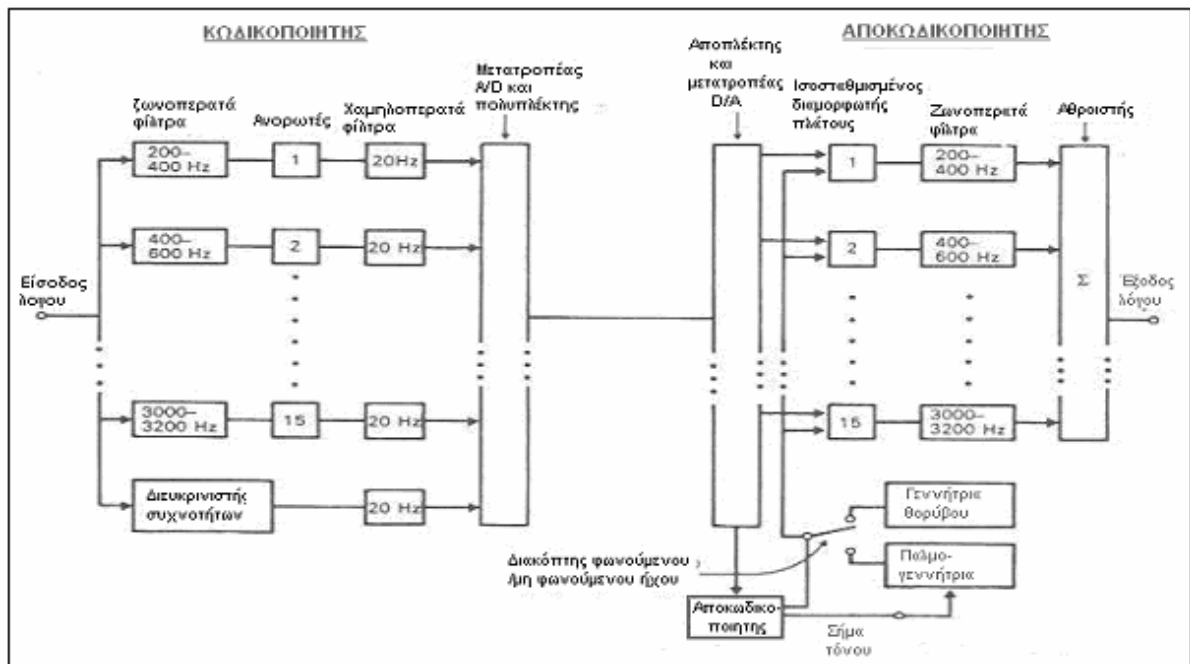 ΚΩΔΙΚΟΠΟΙΗΤΗΣ
ΑΠΟΚΩΔΙΚΟΠΟΙΗΤΗΣ
ζωνοπερατά
φίλτρα
Ανορωτές
Χαμηλοπερατά
φίλτρα
Μετατροπέας
A/D και
πολυπλέκτης
Αποπλέκτης
και
μετατροπέας
D/A
Ισοσταθμισμένος
διαμορφωτής
πλάτους
Ζωνοπερατά
φίλτρα
Αθροιστής
200–
400 Hz
1
20Hz
1
200–
400 Hz
400–
600 Hz
2
20 Hz
2
400–
600 Hz
Είσοδος
λογου
Σ
Έξοδος
λόγου
3000–
3200 Hz
15
20 Hz
15
3000–
3200 Hz
Διευκρινιστής
συχνοτήτων
20 Hz
Γεννήτρια
θορύβου
Διακόπτης φωνούμενου
/μη φωνούμενου ήχου
Παλμο-
γεννήτρια
Αποκωδικο-
ποιητης
Σήμα
τόνου